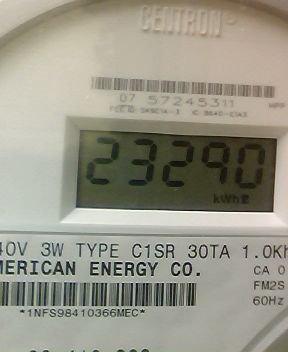 CENTRON®
07 57245311
23290
kWh
40V 3W TYPE C1SR 30TA 1.0Kh
MERICAN ENERGY CO.
CA 0
FM2S
60Hz
*1NFS98410366MEC*